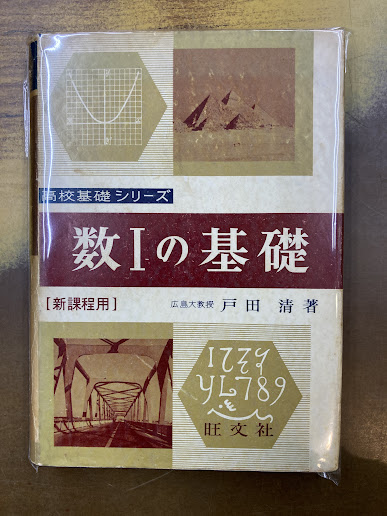 高校基礎シリーズ
数Iの基礎
[新課程用]
広島大教授 戸田 清著
旺文社